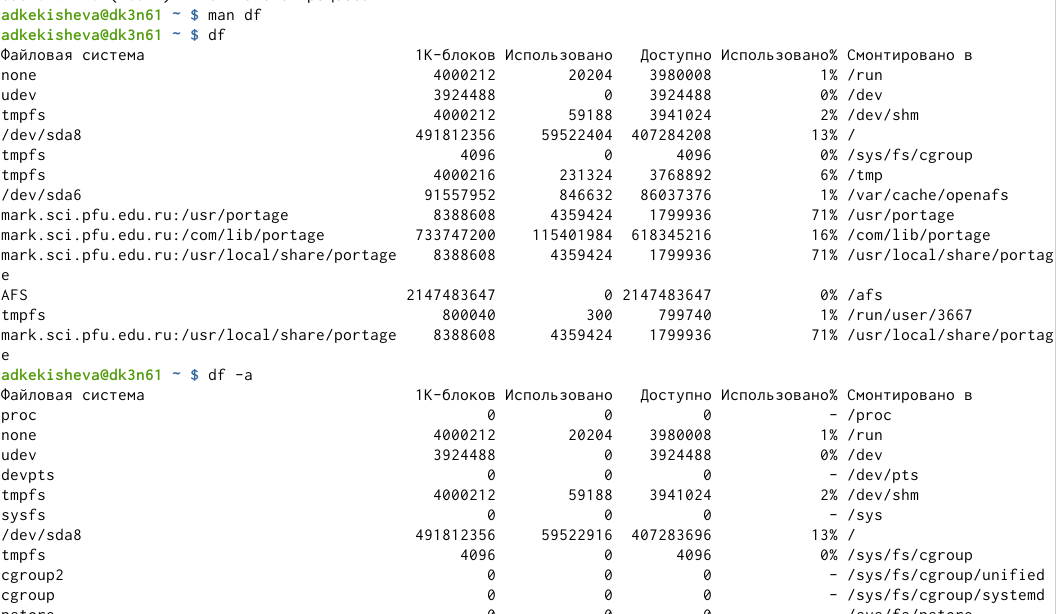 adkekisheva@dk3n61 ~ $ man df
adkekisheva@dk3n61 ~ $ df
Файловая система 1K-блоков Использовано Доступно Использовано% Смонтировано в
none 4000212 20204 3980008 1% /run
udev 3924488 0 3924488 0% /dev
tmpfs 4000212 59188 3941024 2% /dev/shm
/dev/sda8 491812356 59522404 407284208 13% /
tmpfs 4096 0 4096 0% /sys/fs/cgroup
tmpfs 4000216 231324 3768892 6% /tmp
/dev/sda6 91557952 846632 86037376 1% /var/cache/openafs
mark.sci.pfu.edu.ru:/usr/portage 8388608 4359424 1799936 71% /usr/portage
mark.sci.pfu.edu.ru:/com/lib/portage 733747200 115401984 618345216 16% /com/lib/portage
mark.sci.pfu.edu.ru:/usr/local/share/portage 8388608 4359424 1799936 71% /usr/local/share/portag
e
AFS 2147483647 0 2147483647 0% /afs
tmpfs 800040 300 799740 1% /run/user/3667
mark.sci.pfu.edu.ru:/usr/local/share/portage 8388608 4359424 1799936 71% /usr/local/share/portag
e
adkekisheva@dk3n61 ~ $ df -a
Файловая система 1K-блоков Использовано Доступно Использовано% Смонтировано в
proc 0 0 0 - /proc
none 4000212 20204 3980008 1% /run
udev 3924488 0 3924488 0% /dev
devpts 0 0 0 - /dev/pts
tmpfs 4000212 59188 3941024 2% /dev/shm
sysfs 0 0 0 - /sys
/dev/sda8 491812356 59522916 407283696 13% /
tmpfs 4096 0 4096 0% /sys/fs/cgroup
cgroup2 0 0 0 - /sys/fs/cgroup/unified
cgroup 0 0 0 - /sys/fs/cgroup/systemd